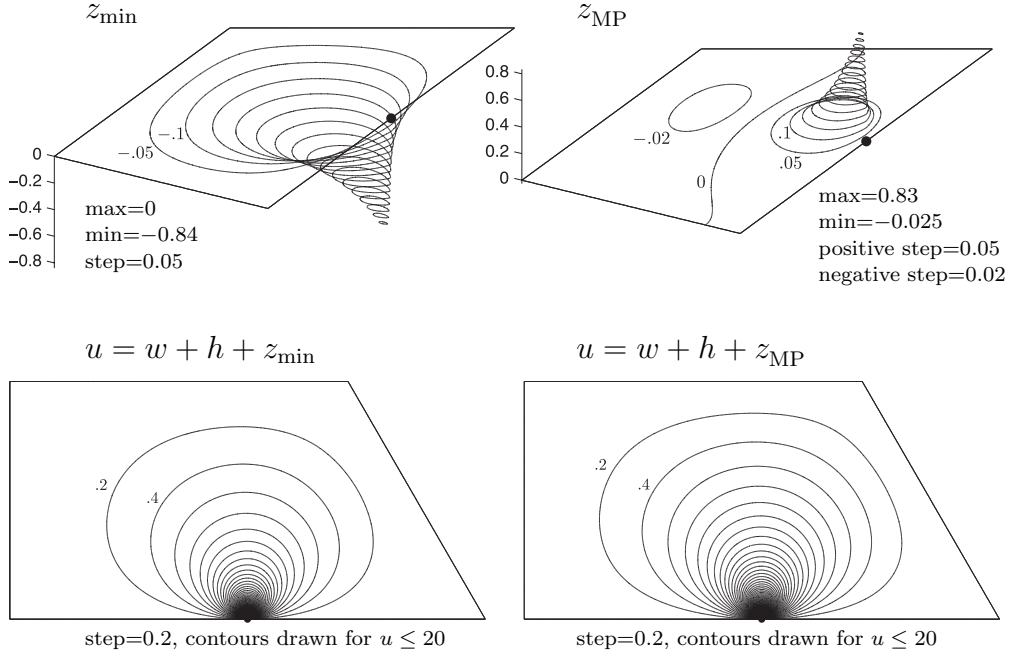 z_min
0
−0.2
−0.4
−0.6
−0.8
−.05
−.1
max=0
min=−0.84
step=0.05
z_MP
0.8
0.6
0.4
0.2
0
−.02
0
.1
.05
max=0.83
min=−0.025
positive step=0.05
negative step=0.02
u = w + h + z_min
.2
.4
step=0.2, contours drawn for u ≤ 20
u = w + h + z_MP
.2
.4
step=0.2, contours drawn for u ≤ 20